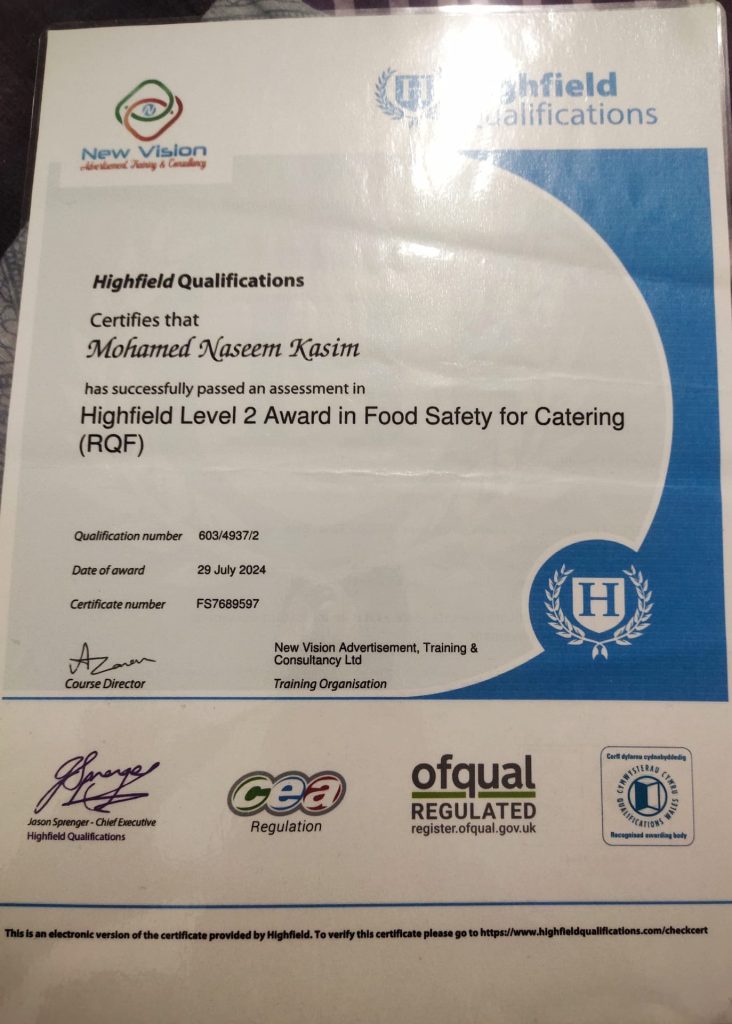 New Vision
Advertisement, Training & Consultancy
Highfield
Qualifications
Highfield Qualifications
Certifies that
Mohamed Naseem Kasim
has successfully passed an assessment in
Highfield Level 2 Award in Food Safety for Catering
(RQF)
Qualification number 603/4937/2
Date of award 29 July 2024
Certificate number FS7689597
H
New Vision Advertisement, Training &
Consultancy Ltd
Course Director
Training Organisation
Jason Sprenger - Chief Executive
Highfield Qualifications
cea
Regulation
ofqual
REGULATED
register.ofqual.gov.uk
Corff dyfarnu cydnabyddedig
CYMWYSTERAU CYMRU
QUALIFICATIONS WALES
Recognised awarding body
This is an electronic version of the certificate provided by Highfield. To verify this certificate please go to https://www.highfieldqualifications.com/checkcert